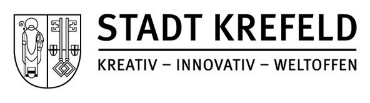 STADT KREFELD
KREATIV – INNOVATIV – WELTOFFEN